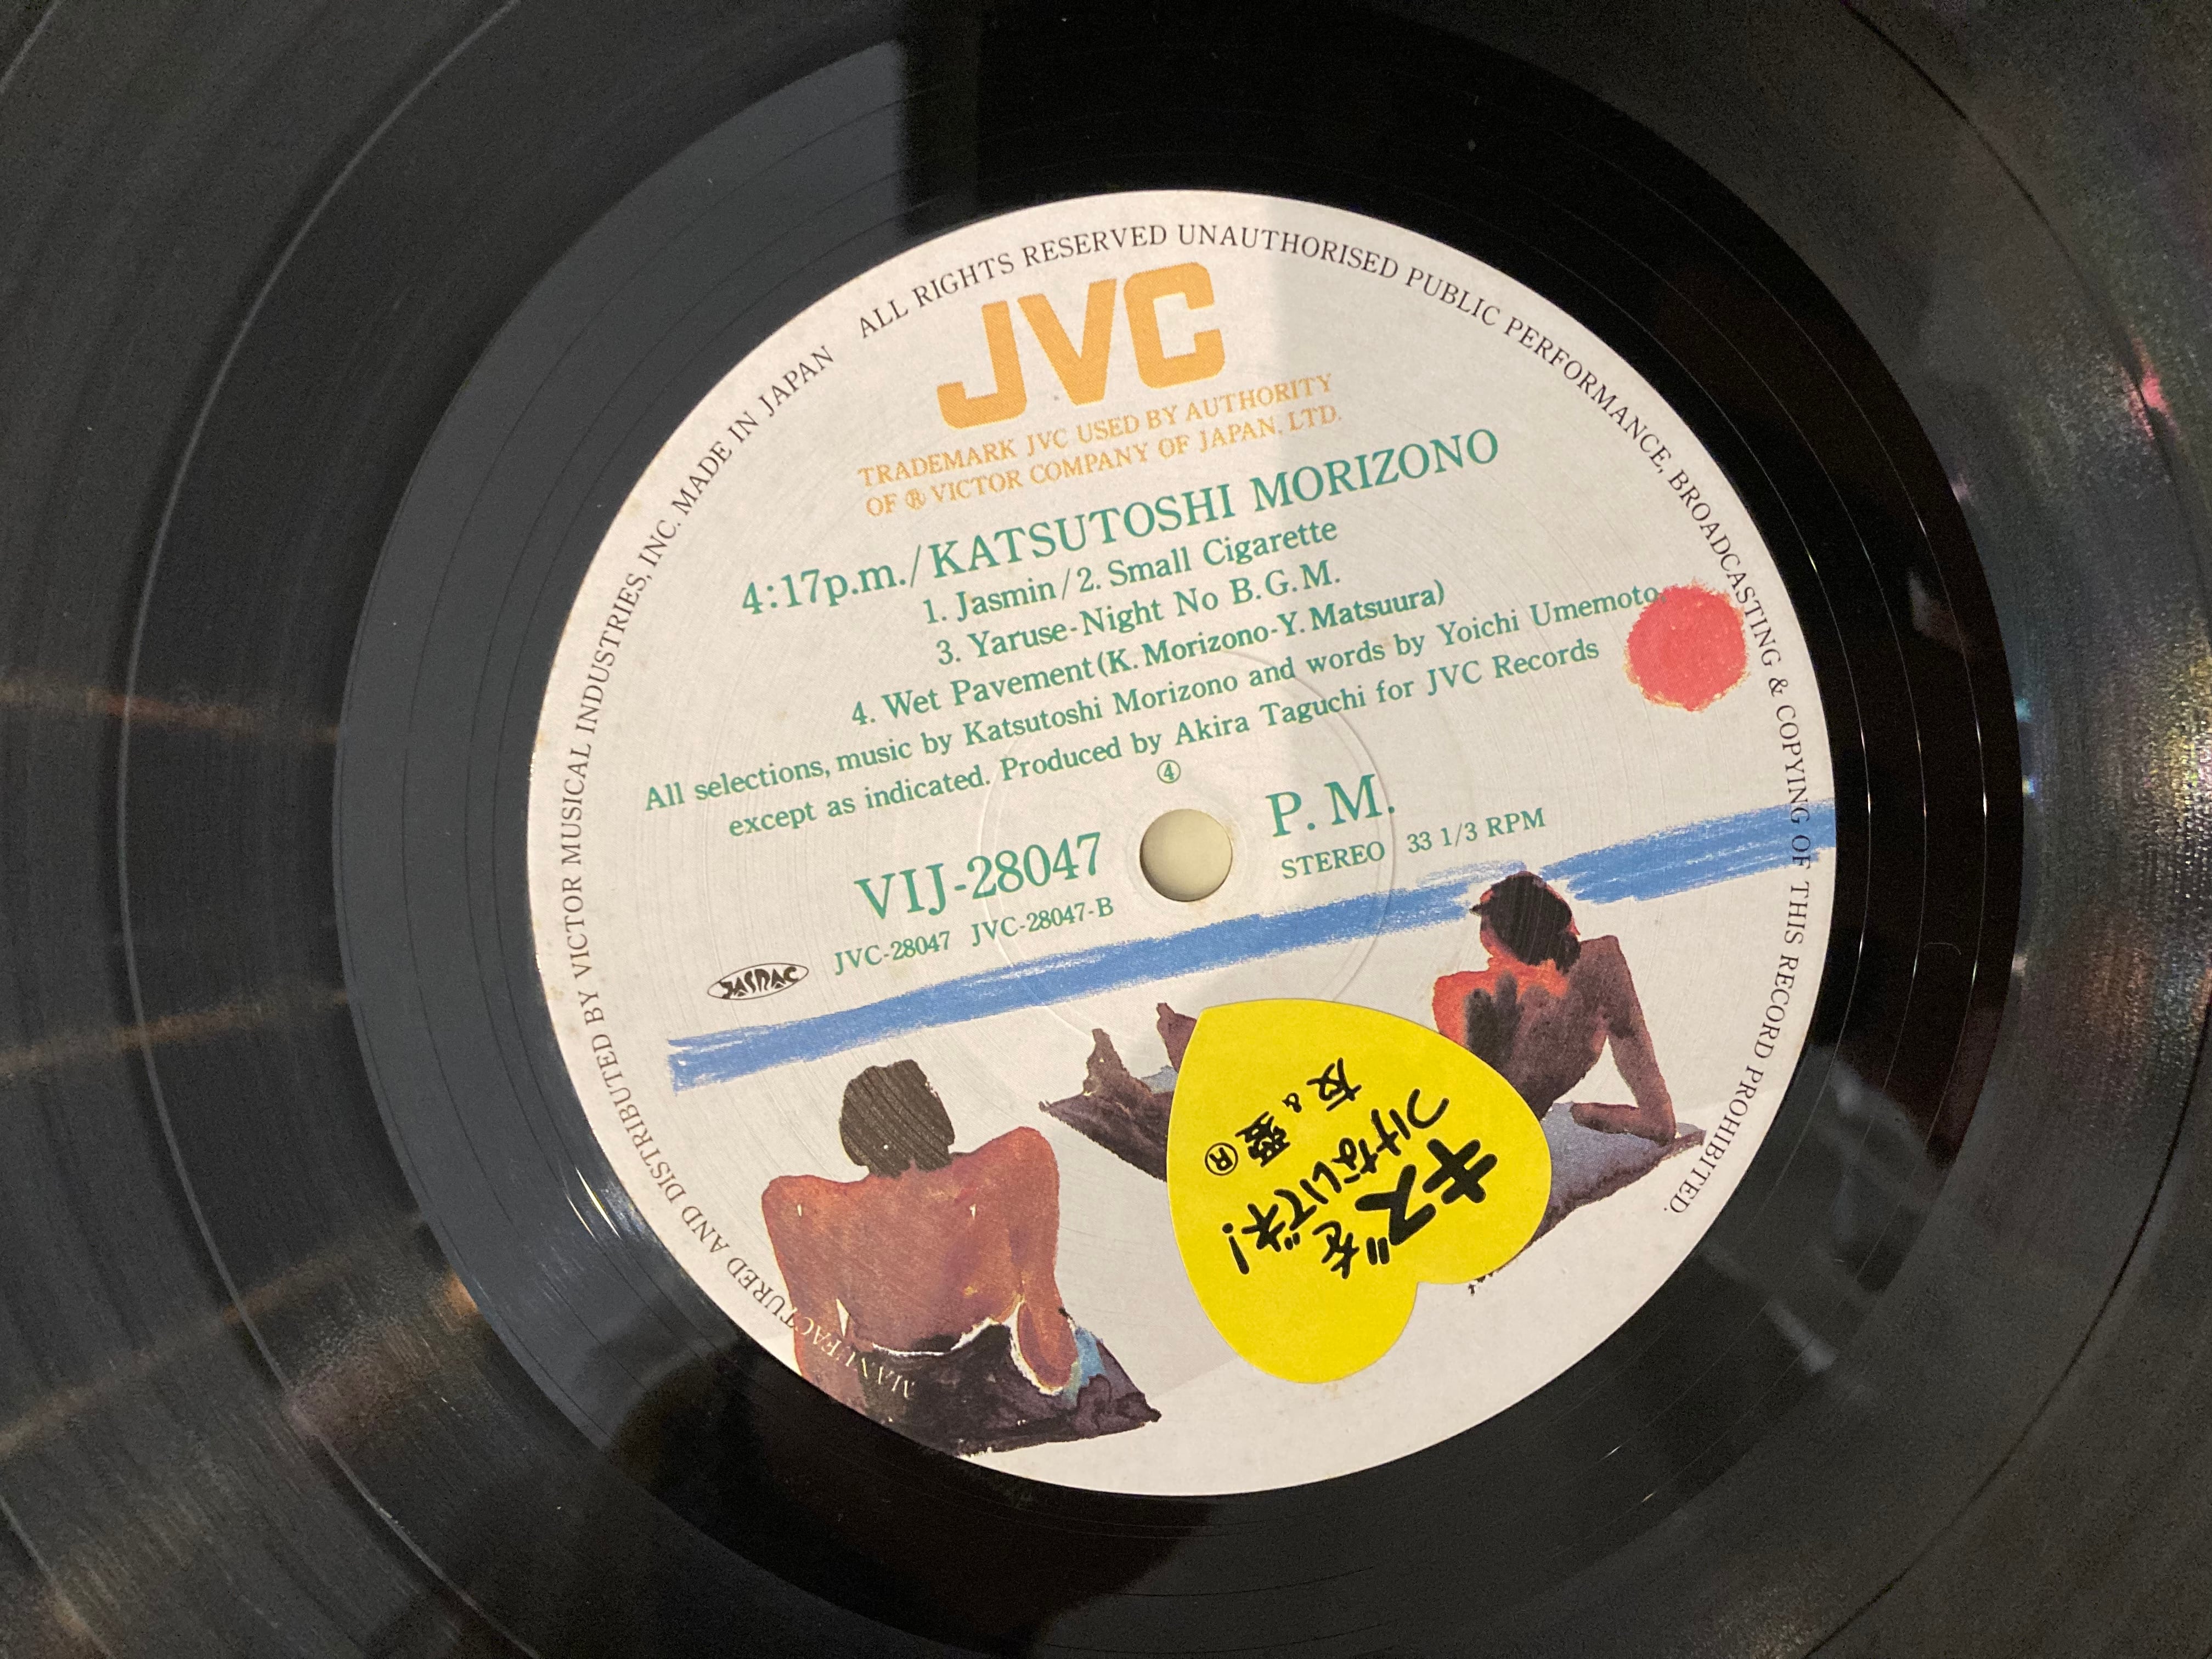 MANUFACTURED AND DISTRIBUTED BY VICTOR MUSICAL INDUSTRIES, INC. MADE IN JAPAN ALL RIGHTS RESERVED UNAUTHORISED PUBLIC PERFORMANCE, BROADCASTING & COPYING OF THIS RECORD PROHIBITED.
JVC
TRADEMARK JVC USED BY AUTHORITY
OF ® VICTOR COMPANY OF JAPAN, LTD.
4:17p.m./KATSUTOSHI MORIZONO
1. Jasmin/2. Small Cigarette
3. Yaruse-Night No B.G.M.
4. Wet Pavement(K. Morizono-Y. Matsuura)
All selections, music by Katsutoshi Morizono and words by Yoichi Umemoto
except as indicated. Produced by Akira Taguchi for JVC Records
④
VIJ-28047
P. M.
JVC-28047 JVC-28047-B
STEREO 33 1/3 RPM
JASRAC
キズを
つけないでネ!
友&愛®